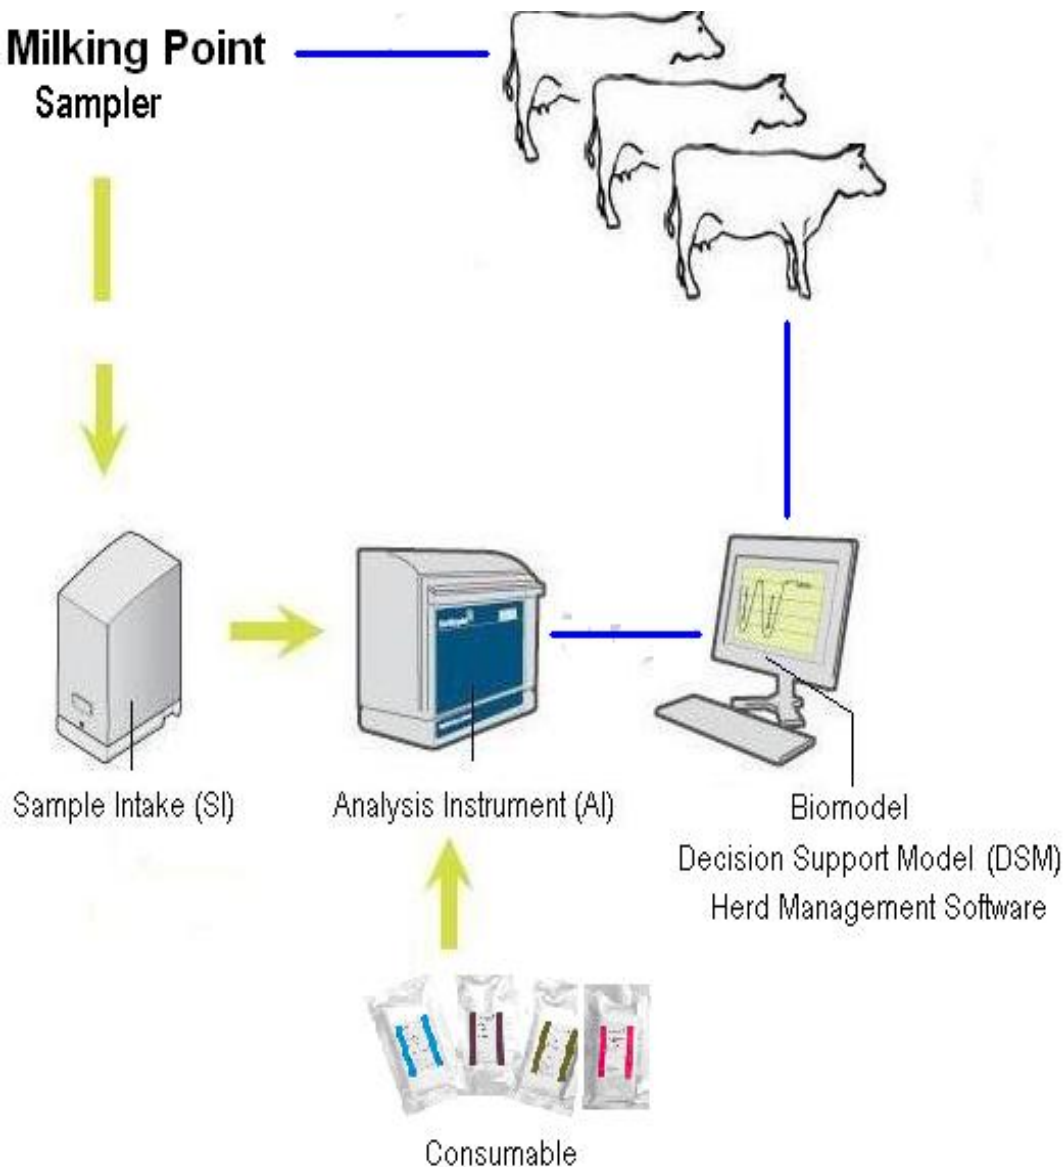 Milking Point
Sampler
Sample Intake (SI)
Analysis Instrument (AI)
Biomodel
Decision Support Model (DSM)
Herd Management Software
Consumable